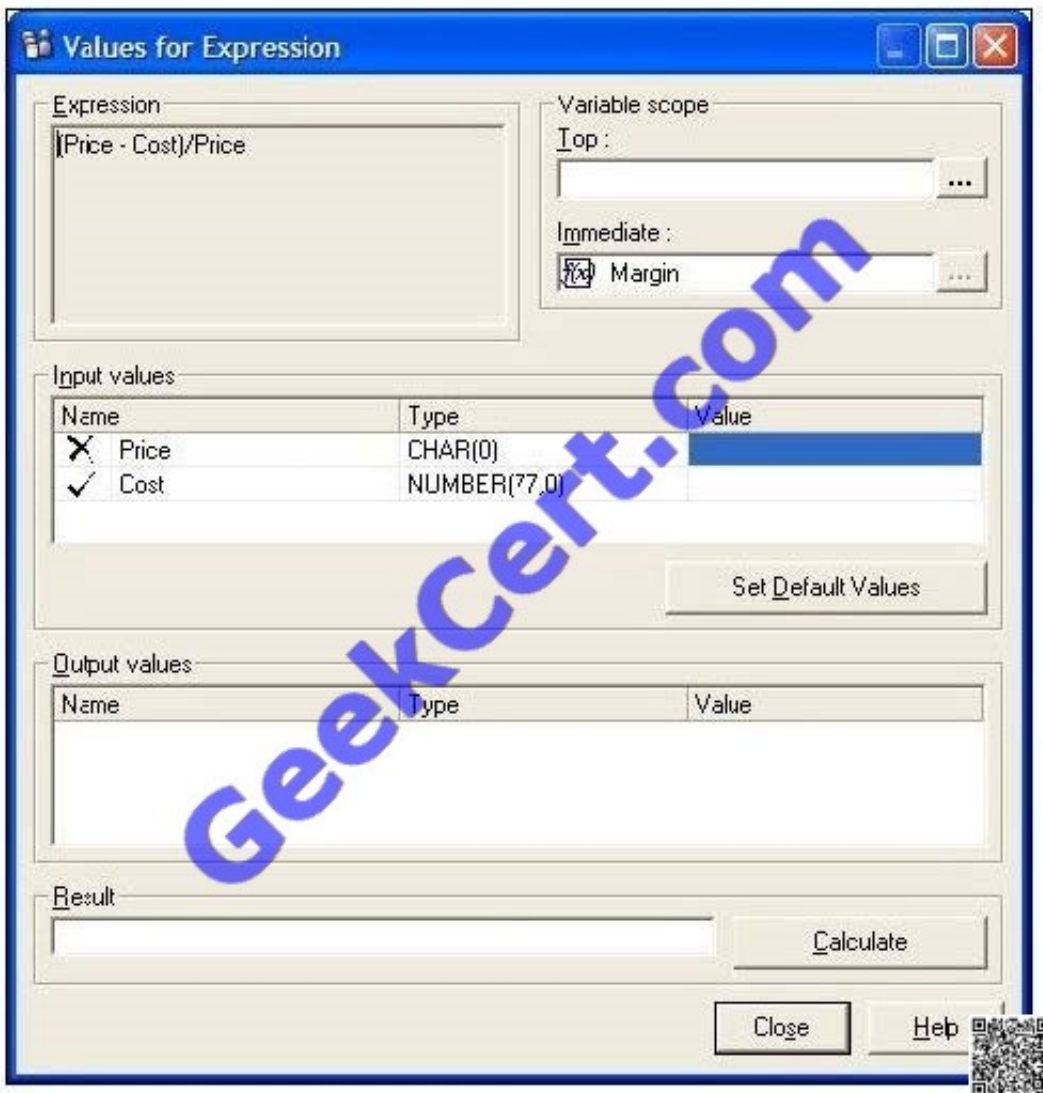 Values for Expression
Expression
(Price - Cost)/Price
Variable scope
Top :
...
Immediate :
f(x) Margin
...
Input values
Name Type Value
Price CHAR(0)
Cost NUMBER(77,0)
Set Default Values
Output values
Name Type Value
Result
Calculate
Close Help
GeekCert.com